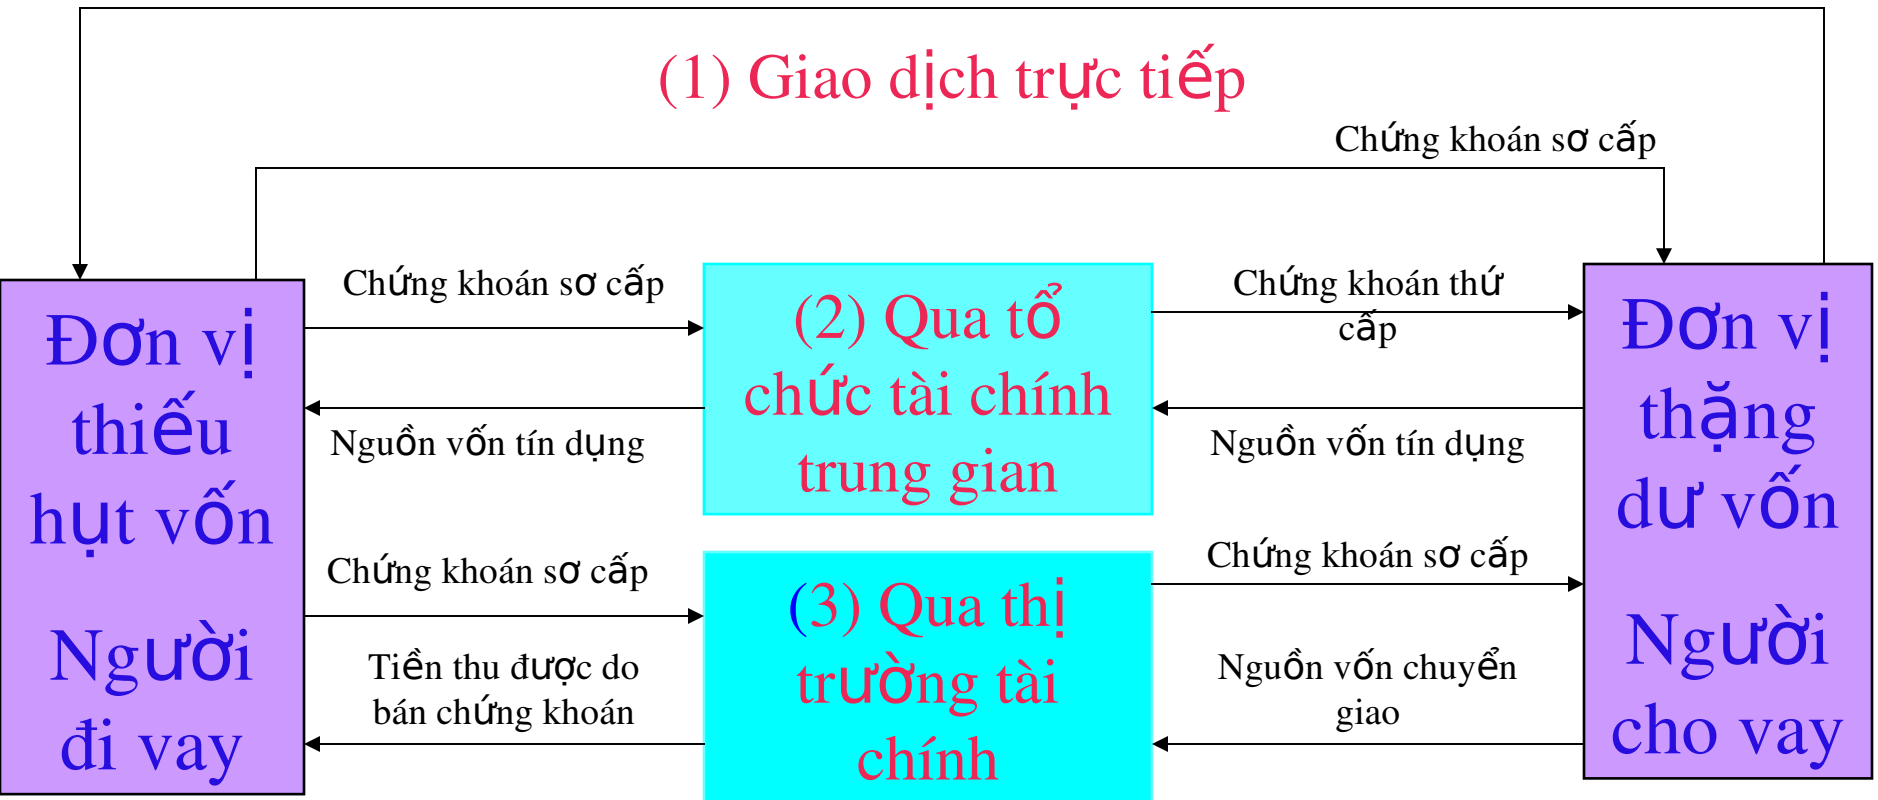 (1) Giao dịch trực tiếp
Chứng khoán sơ cấp
Đơn vị
thiếu
hụt vốn
Người
đi vay
Chứng khoán sơ cấp
Nguồn vốn tín dụng
Chứng khoán sơ cấp
Tiền thu được do
bán chứng khoán
(2) Qua tổ
chức tài chính
trung gian
(3) Qua thị
trường tài
chính
Chứng khoán thứ
cấp
Nguồn vốn tín dụng
Chứng khoán sơ cấp
Nguồn vốn chuyển
giao
Đơn vị
thặng
dư vốn
Người
cho vay